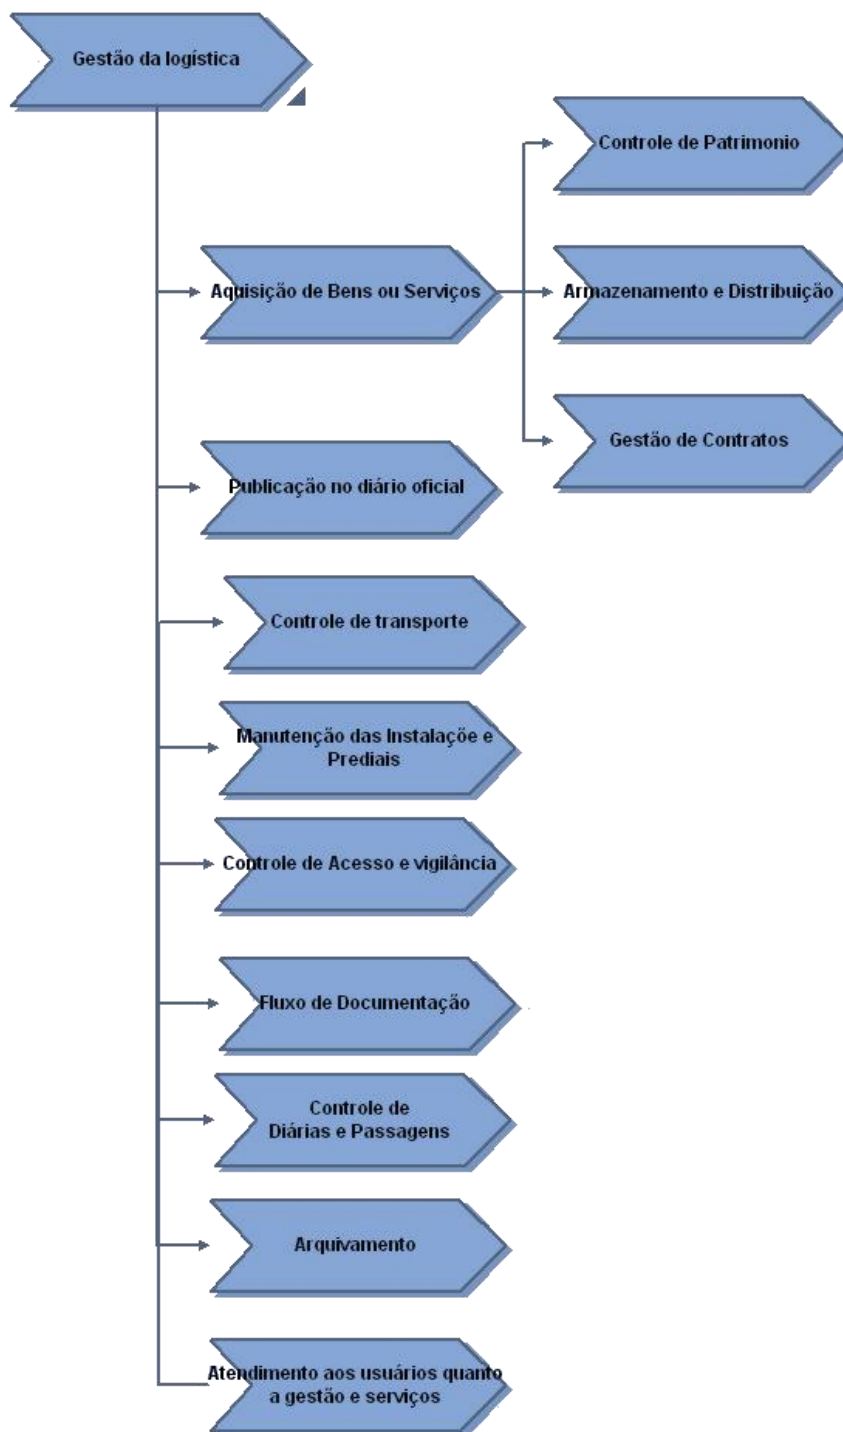 Gestão da logística
Controle de Patrimonio
Aquisição de Bens ou Serviços
Armazenamento e Distribuição
Gestão de Contratos
Publicação no diário oficial
Controle de transporte
Manutenção das Instalaçõe e
Prediais
Controle de Acesso e vigilância
Fluxo de Documentação
Controle de
Diárias e Passagens
Arquivamento
Atendimento aos usuários quanto
a gestão e serviços